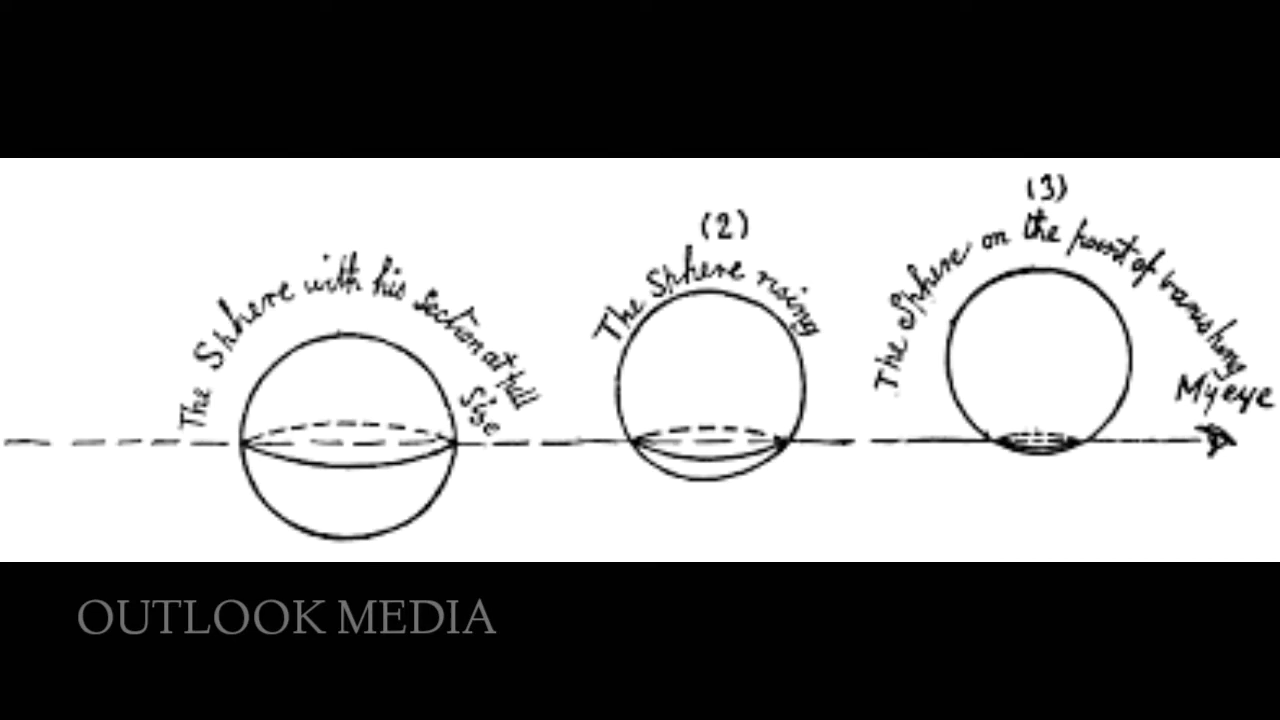 The Sphere with his section at full size
(2)
The Sphere rising
(3)
The Sphere on the point of vanishing
My eye
OUTLOOK MEDIA